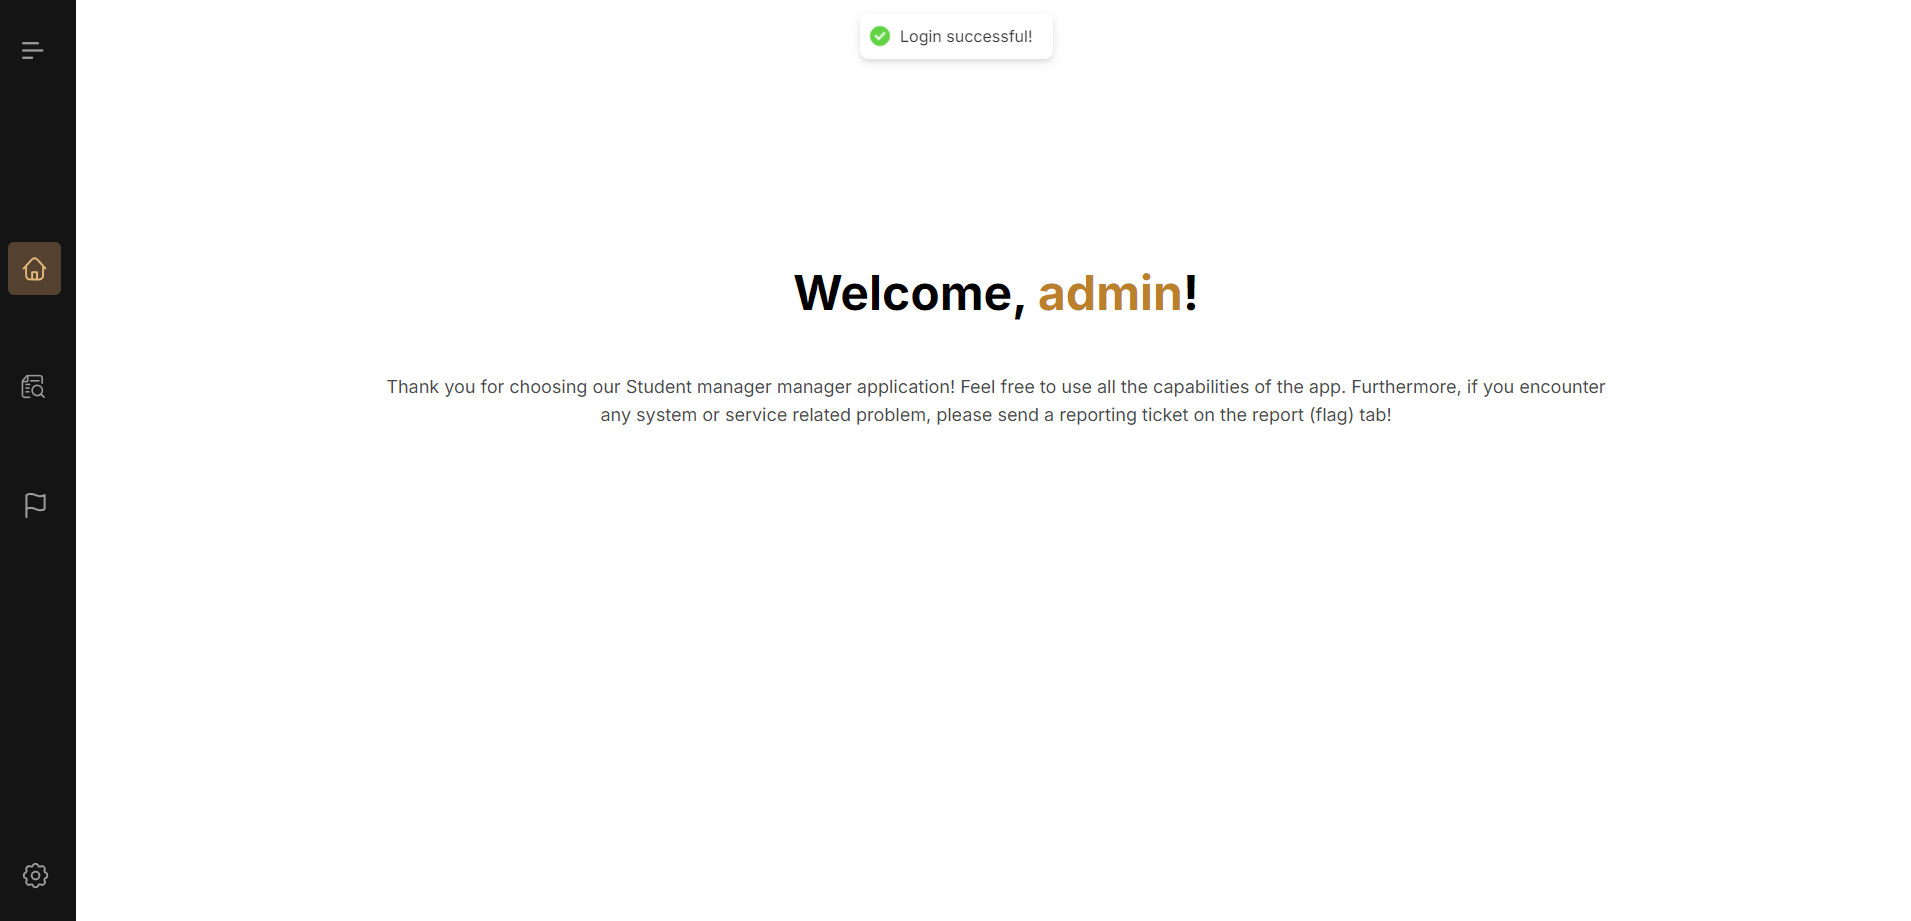 Login successful!
Welcome, admin!
Thank you for choosing our Student manager manager application! Feel free to use all the capabilities of the app. Furthermore, if you encounter
any system or service related problem, please send a reporting ticket on the report (flag) tab!